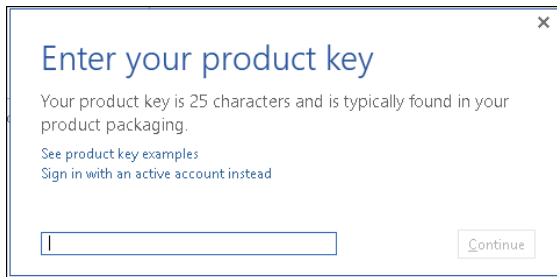 Enter your product key
Your product key is 25 characters and is typically found in your
product packaging.
See product key examples
Sign in with an active account instead
Continue